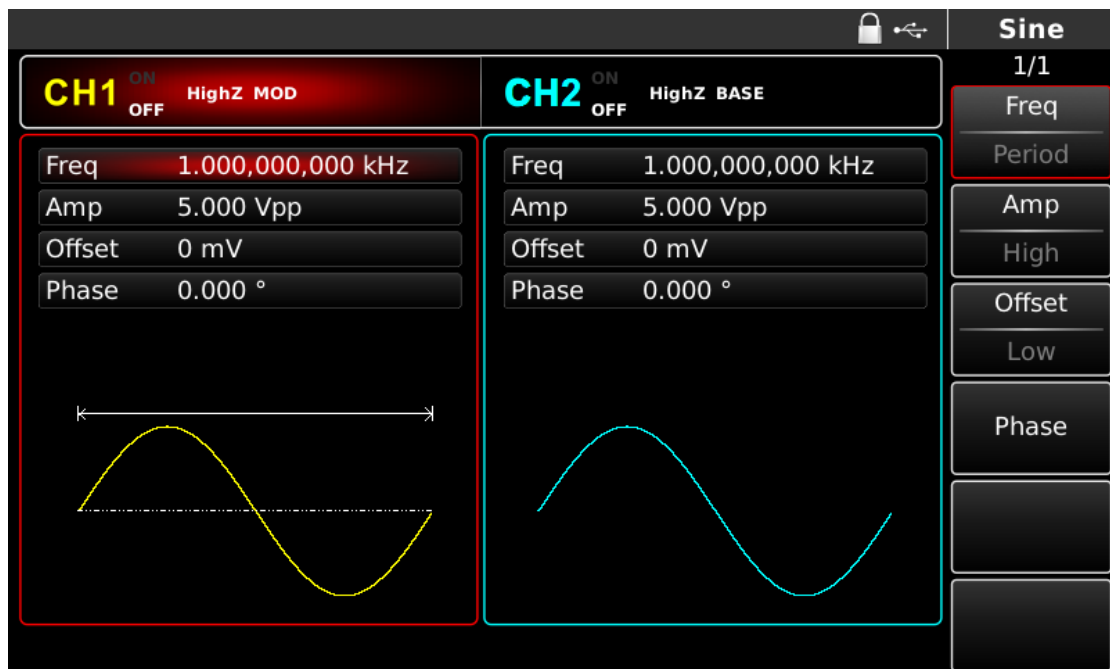 Sine
1/1
CH1 ON OFF HighZ MOD
CH2 ON OFF HighZ BASE
Freq 1.000,000,000 kHz
Amp 5.000 Vpp
Offset 0 mV
Phase 0.000 °
Freq 1.000,000,000 kHz
Amp 5.000 Vpp
Offset 0 mV
Phase 0.000 °
Freq
Period
Amp
High
Offset
Low
Phase